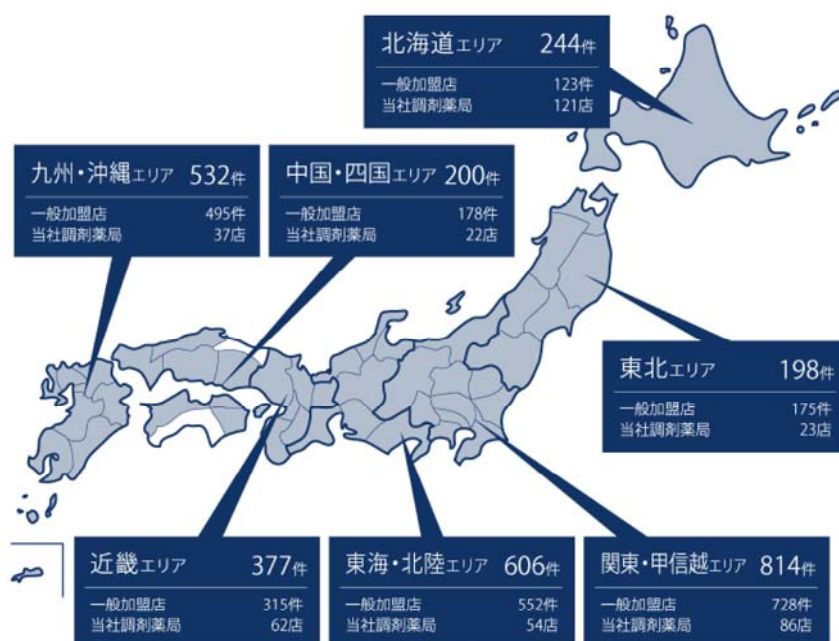 北海道エリア 244件
一般加盟店 123件
当社調剤薬局 121店
九州・沖縄エリア 532件
一般加盟店 495件
当社調剤薬局 37店
中国・四国エリア 200件
一般加盟店 178件
当社調剤薬局 22店
東北エリア 198件
一般加盟店 175件
当社調剤薬局 23店
近畿エリア 377件
一般加盟店 315件
当社調剤薬局 62店
東海・北陸エリア 606件
一般加盟店 552件
当社調剤薬局 54店
関東・甲信越エリア 814件
一般加盟店 728件
当社調剤薬局 86店